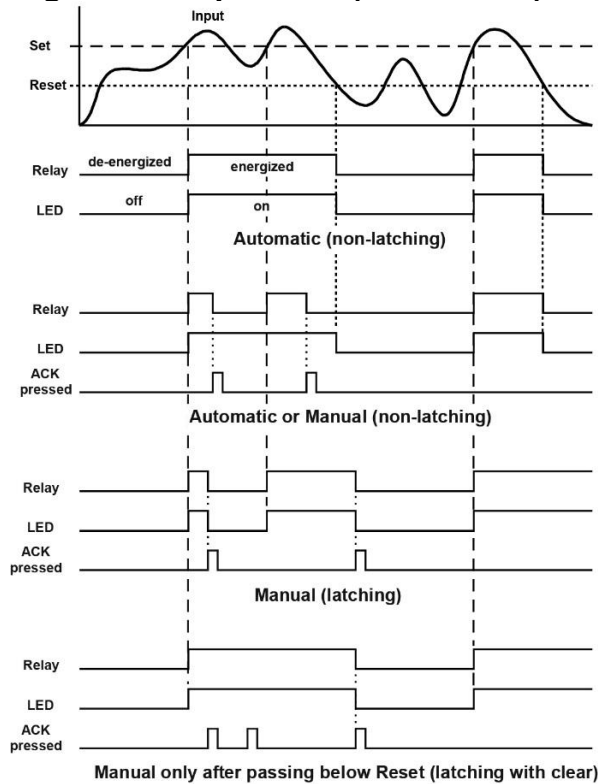 Input
Set
Reset
de-energized energized
Relay
LED off on
Automatic (non-latching)
Relay
LED
ACK
pressed
Automatic or Manual (non-latching)
Relay
LED
ACK
pressed
Manual (latching)
Relay
LED
ACK
pressed
Manual only after passing below Reset (latching with clear)